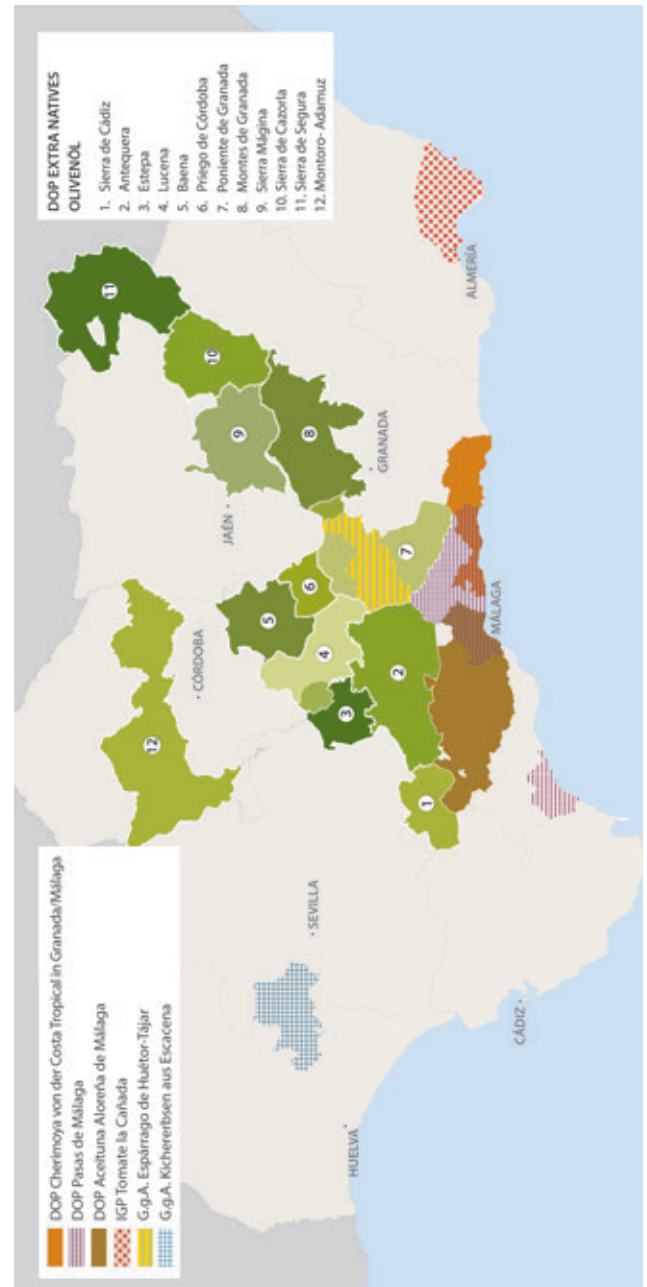 DOP Cherimoya von der Costa Tropical in Granada/Málaga
DOP Pasas de Málaga
DOP Aceituna Aloreña de Málaga
IGP Tomate la Cañada
G.g.A. Espárrago de Huétor-Tájar
G.g.A. Kichererbsen aus Escacena
DOP EXTRA NATIVES
OLIVENÖL
1. Sierra de Cádiz
2. Antequera
3. Estepa
4. Lucena
5. Baena
6. Priego de Córdoba
7. Poniente de Granada
8. Montes de Granada
9. Sierra Mágina
10. Sierra de Cazorla
11. Sierra de Segura
12. Montoro- Adamuz
11
12
10
CÓRDOBA
JAÉN
9
5
6
8
4
3
GRANADA
SEVILLA
2
7
1
HUELVA
MÁLAGA
ALMERÍA
CÁDIZ